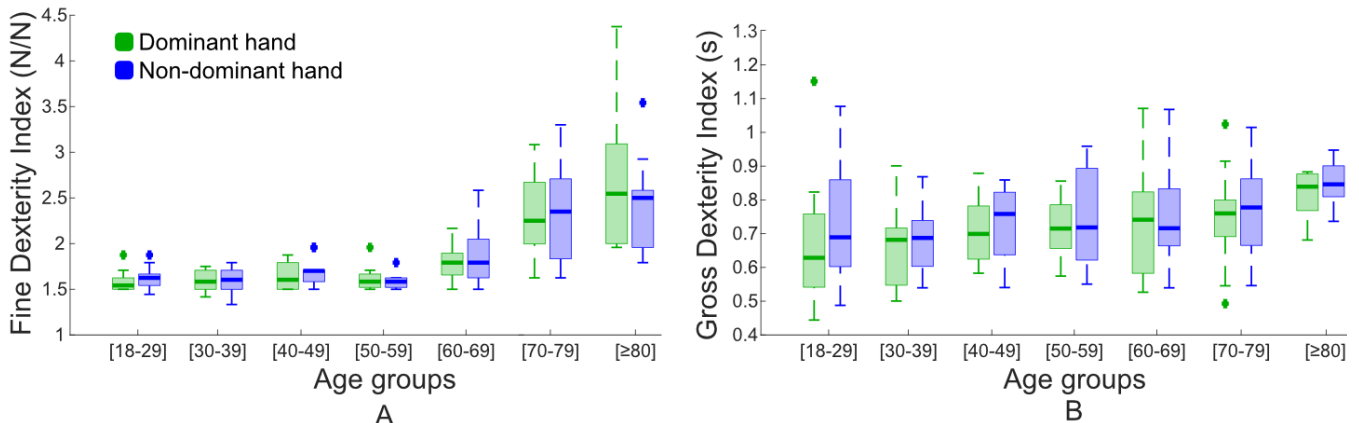 Fine Dexterity Index (N/N)
4.5
4
3.5
3
2.5
2
1.5
1
Dominant hand
Non-dominant hand
[18-29] [30-39] [40-49] [50-59] [60-69] [70-79] [≥80]
Age groups
A
Gross Dexterity Index (s)
1.3
1.2
1.1
1
0.9
0.8
0.7
0.6
0.5
0.4
[18-29] [30-39] [40-49] [50-59] [60-69] [70-79] [≥80]
Age groups
B